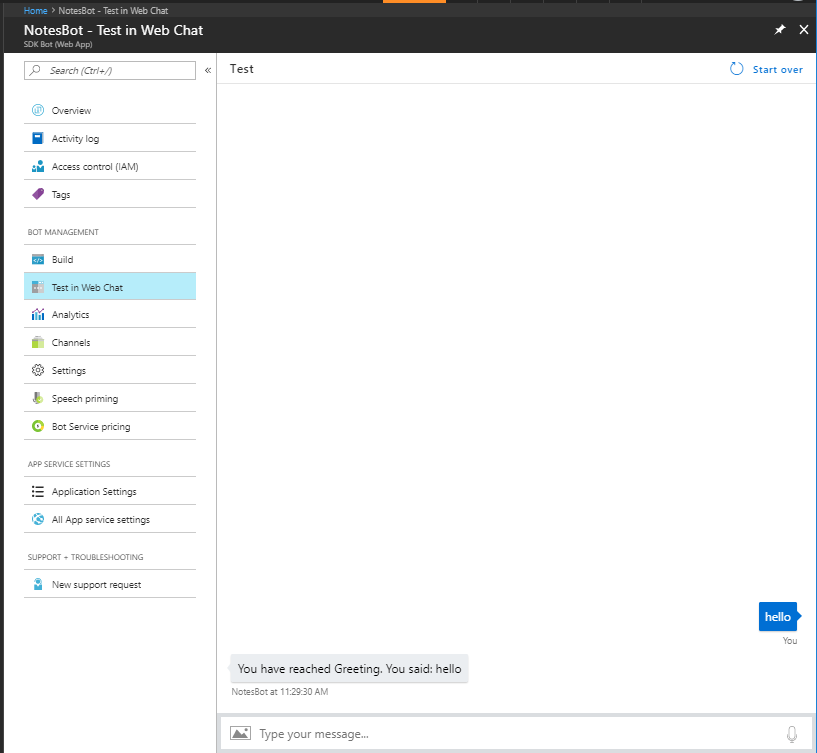 Home > NotesBot - Test in Web Chat
NotesBot - Test in Web Chat
SDK Bot (Web App)
Search (Ctrl+/)
«
Overview
Activity log
Access control (IAM)
Tags
BOT MANAGEMENT
Build
Test in Web Chat
Analytics
Channels
Settings
Speech priming
Bot Service pricing
APP SERVICE SETTINGS
Application Settings
All App service settings
SUPPORT + TROUBLESHOOTING
New support request
Test
Start over
hello
You
You have reached Greeting. You said: hello
NotesBot at 11:29:30 AM
Type your message...